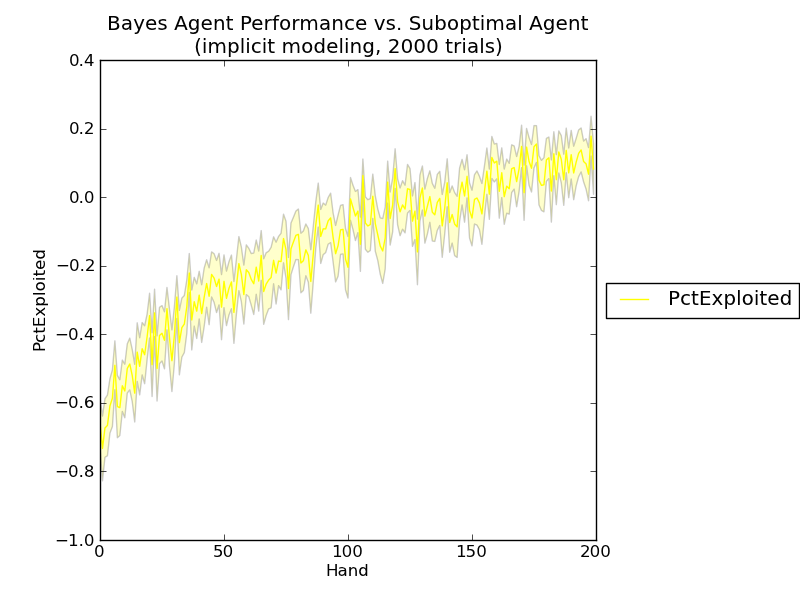 Bayes Agent Performance vs. Suboptimal Agent
(implicit modeling, 2000 trials)
0.4
0.2
0.0
−0.2
−0.4
−0.6
−0.8
−1.0
PctExploited
0
50
100
150
200
Hand
PctExploited